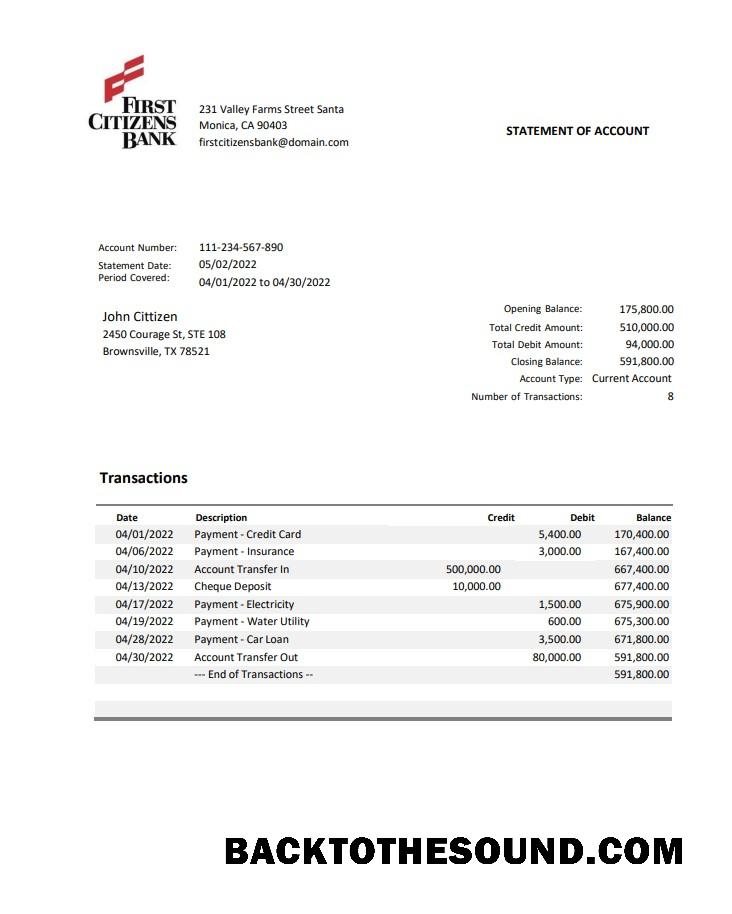 FIRST
CITIZENS
BANK
231 Valley Farms Street Santa
Monica, CA 90403
firstcitizensbank@domain.com
STATEMENT OF ACCOUNT
Account Number: 111-234-567-890
Statement Date: 05/02/2022
Period Covered: 04/01/2022 to 04/30/2022
John Cittizen
2450 Courage St, STE 108
Brownsville, TX 78521
Opening Balance: 175,800.00
Total Credit Amount: 510,000.00
Total Debit Amount: 94,000.00
Closing Balance: 591,800.00
Account Type: Current Account
Number of Transactions: 8
Transactions
Date Description Credit Debit Balance
04/01/2022 Payment - Credit Card 5,400.00 170,400.00
04/06/2022 Payment - Insurance 3,000.00 167,400.00
04/10/2022 Account Transfer In 500,000.00 667,400.00
04/13/2022 Cheque Deposit 10,000.00 677,400.00
04/17/2022 Payment - Electricity 1,500.00 675,900.00
04/19/2022 Payment - Water Utility 600.00 675,300.00
04/28/2022 Payment - Car Loan 3,500.00 671,800.00
04/30/2022 Account Transfer Out 80,000.00 591,800.00
--- End of Transactions -- 591,800.00
BACKTOTHESOUND.COM